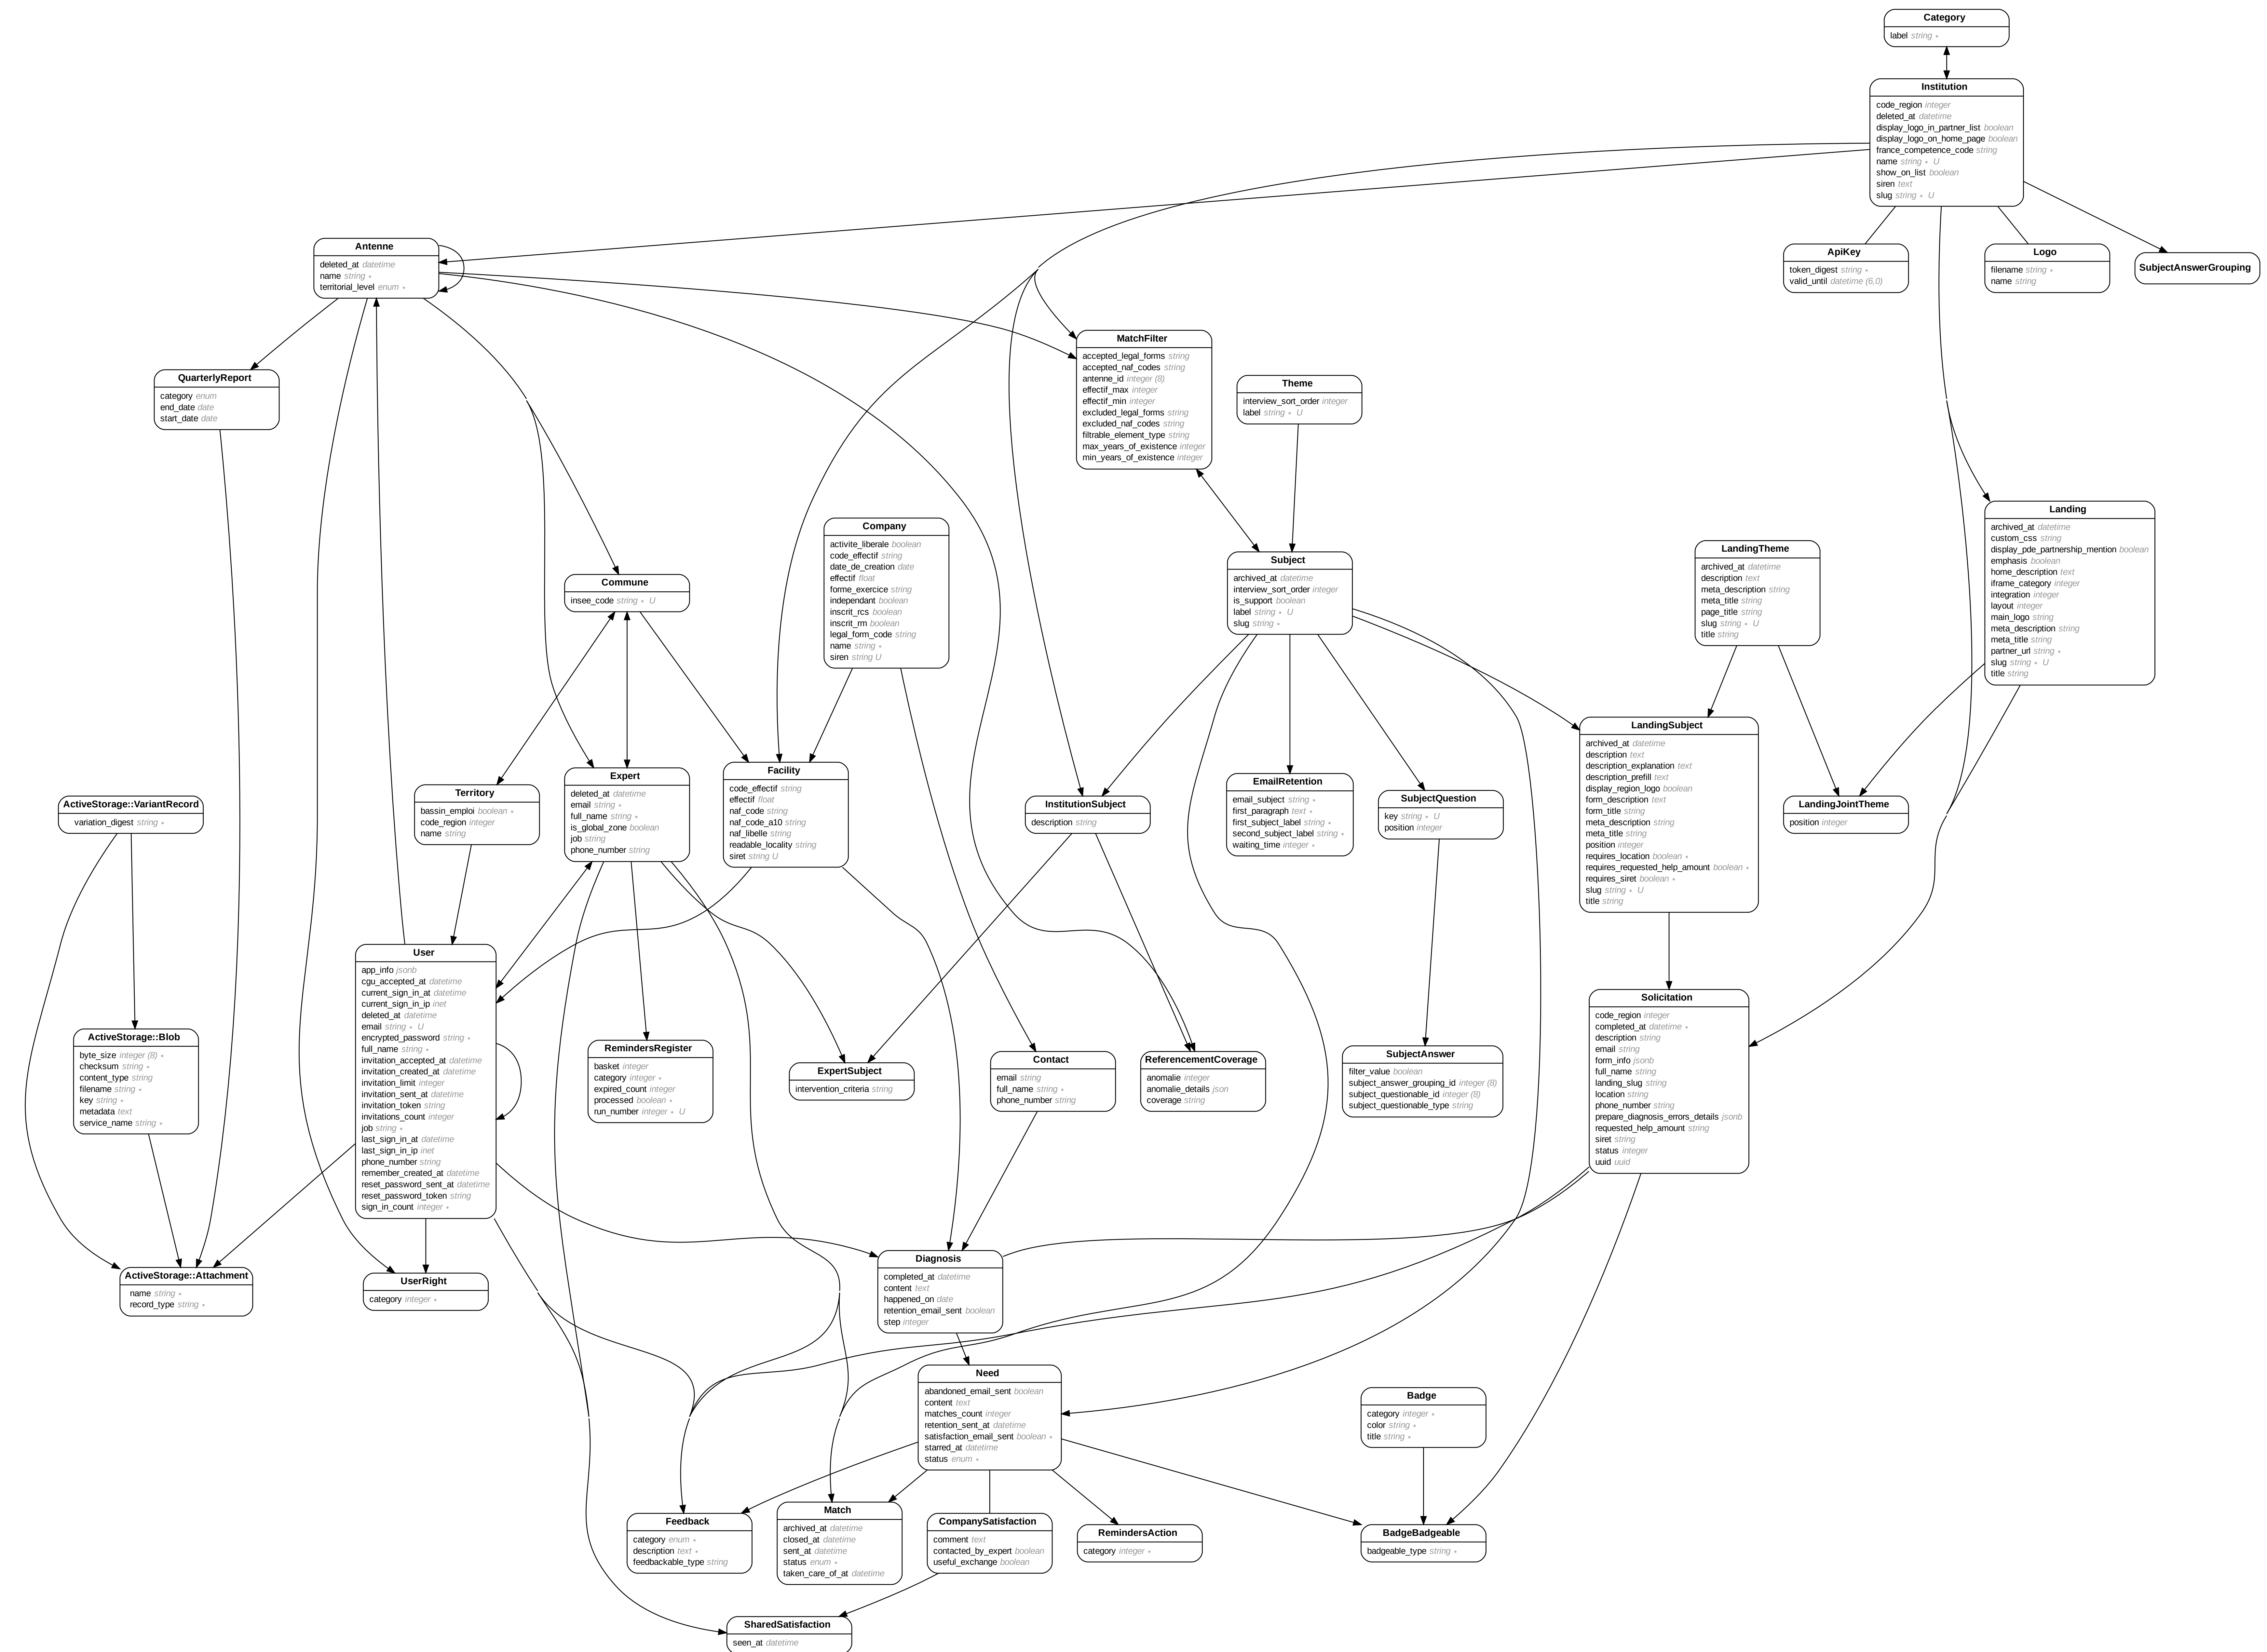 Category
label string ∗
Institution
code_region integer
deleted_at datetime
display_logo_in_partner_list boolean
display_logo_on_home_page boolean
france_competence_code string
name string ∗ U
show_on_list boolean
siren text
slug string ∗ U
Antenne
deleted_at datetime
name string ∗
territorial_level enum ∗
ApiKey
token_digest string ∗
valid_until datetime (6,0)
Logo
filename string ∗
name string
SubjectAnswerGrouping
MatchFilter
accepted_legal_forms string
accepted_naf_codes string
antenne_id integer (8)
effectif_max integer
effectif_min integer
excluded_legal_forms string
excluded_naf_codes string
filtrable_element_type string
max_years_of_existence integer
min_years_of_existence integer
QuarterlyReport
category enum
end_date date
start_date date
Theme
interview_sort_order integer
label string ∗ U
Landing
archived_at datetime
custom_css string
display_pde_partnership_mention boolean
emphasis boolean
home_description text
iframe_category integer
integration integer
layout integer
main_logo string
meta_description string
meta_title string
partner_url string ∗
slug string ∗ U
title string
Company
activite_liberale boolean
code_effectif string
date_de_creation date
effectif float
forme_exercice string
independant boolean
inscrit_rcs boolean
inscrit_rm boolean
legal_form_code string
name string ∗
siren string U
LandingTheme
archived_at datetime
description text
meta_description string
meta_title string
page_title string
slug string ∗ U
title string
Subject
archived_at datetime
interview_sort_order integer
is_support boolean
label string ∗ U
slug string ∗
Commune
insee_code string ∗ U
LandingSubject
archived_at datetime
description text
description_explanation text
description_prefill text
display_region_logo boolean
form_description text
form_title string
meta_description string
meta_title string
position integer
requires_location boolean ∗
requires_requested_help_amount boolean ∗
requires_siret boolean ∗
slug string ∗ U
title string
Facility
code_effectif string
effectif float
naf_code string
naf_code_a10 string
naf_libelle string
readable_locality string
siret string U
Expert
deleted_at datetime
email string ∗
full_name string ∗
is_global_zone boolean
job string
phone_number string
EmailRetention
email_subject string ∗
first_paragraph text ∗
first_subject_label string ∗
second_subject_label string ∗
waiting_time integer ∗
Territory
bassin_emploi boolean ∗
code_region integer
name string
SubjectQuestion
key string ∗ U
position integer
ActiveStorage::VariantRecord
variation_digest string ∗
InstitutionSubject
description string
LandingJointTheme
position integer
User
app_info jsonb
cgu_accepted_at datetime
current_sign_in_at datetime
current_sign_in_ip inet
deleted_at datetime
email string ∗ U
encrypted_password string ∗
full_name string ∗
invitation_accepted_at datetime
invitation_created_at datetime
invitation_limit integer
invitation_sent_at datetime
invitation_token string
invitations_count integer
job string ∗
last_sign_in_at datetime
last_sign_in_ip inet
phone_number string
remember_created_at datetime
reset_password_sent_at datetime
reset_password_token string
sign_in_count integer ∗
Solicitation
code_region integer
completed_at datetime ∗
description string
email string
form_info jsonb
full_name string
landing_slug string
location string
phone_number string
prepare_diagnosis_errors_details jsonb
requested_help_amount string
siret string
status integer
uuid uuid
ActiveStorage::Blob
byte_size integer (8) ∗
checksum string ∗
content_type string
filename string ∗
key string ∗
metadata text
service_name string ∗
RemindersRegister
basket integer
category integer ∗
expired_count integer
processed boolean ∗
run_number integer ∗ U
ExpertSubject
intervention_criteria string
Contact
email string
full_name string ∗
phone_number string
ReferencementCoverage
anomalie integer
anomalie_details json
coverage string
SubjectAnswer
filter_value boolean
subject_answer_grouping_id integer (8)
subject_questionable_id integer (8)
subject_questionable_type string
Diagnosis
completed_at datetime
content text
happened_on date
retention_email_sent boolean
step integer
ActiveStorage::Attachment
name string ∗
record_type string ∗
UserRight
category integer ∗
Need
abandoned_email_sent boolean
content text
matches_count integer
retention_sent_at datetime
satisfaction_email_sent boolean ∗
starred_at datetime
status enum ∗
Badge
category integer ∗
color string ∗
title string ∗
Feedback
category enum ∗
description text ∗
feedbackable_type string
Match
archived_at datetime
closed_at datetime
sent_at datetime
status enum ∗
taken_care_of_at datetime
CompanySatisfaction
comment text
contacted_by_expert boolean
useful_exchange boolean
RemindersAction
category integer ∗
BadgeBadgeable
badgeable_type string ∗
SharedSatisfaction
seen_at datetime